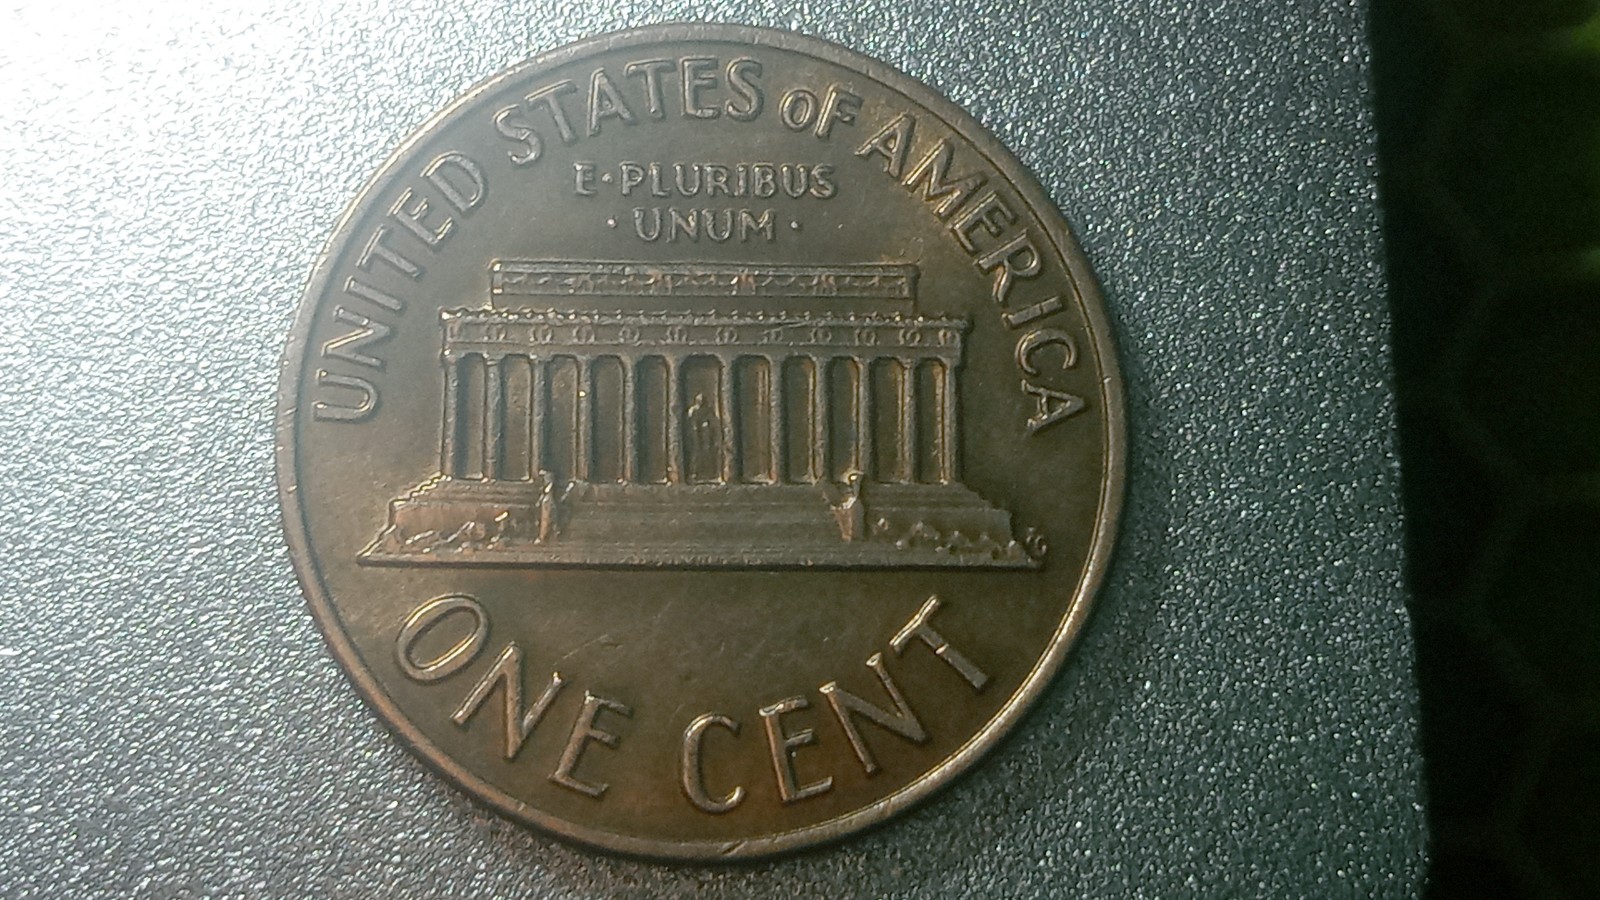 UNITED STATES OF AMERICA
E·PLURIBUS
·UNUM·
ONE CENT